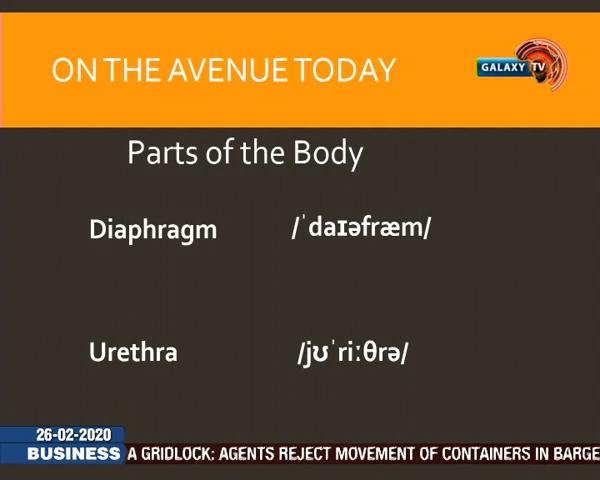 ON THE AVENUE TODAY
GALAXY TV
Parts of the Body
Diaphragm /ˈdaɪəfræm/
Urethra /jʊˈriːθrə/
26-02-2020
BUSINESS A GRIDLOCK: AGENTS REJECT MOVEMENT OF CONTAINERS IN BARGE